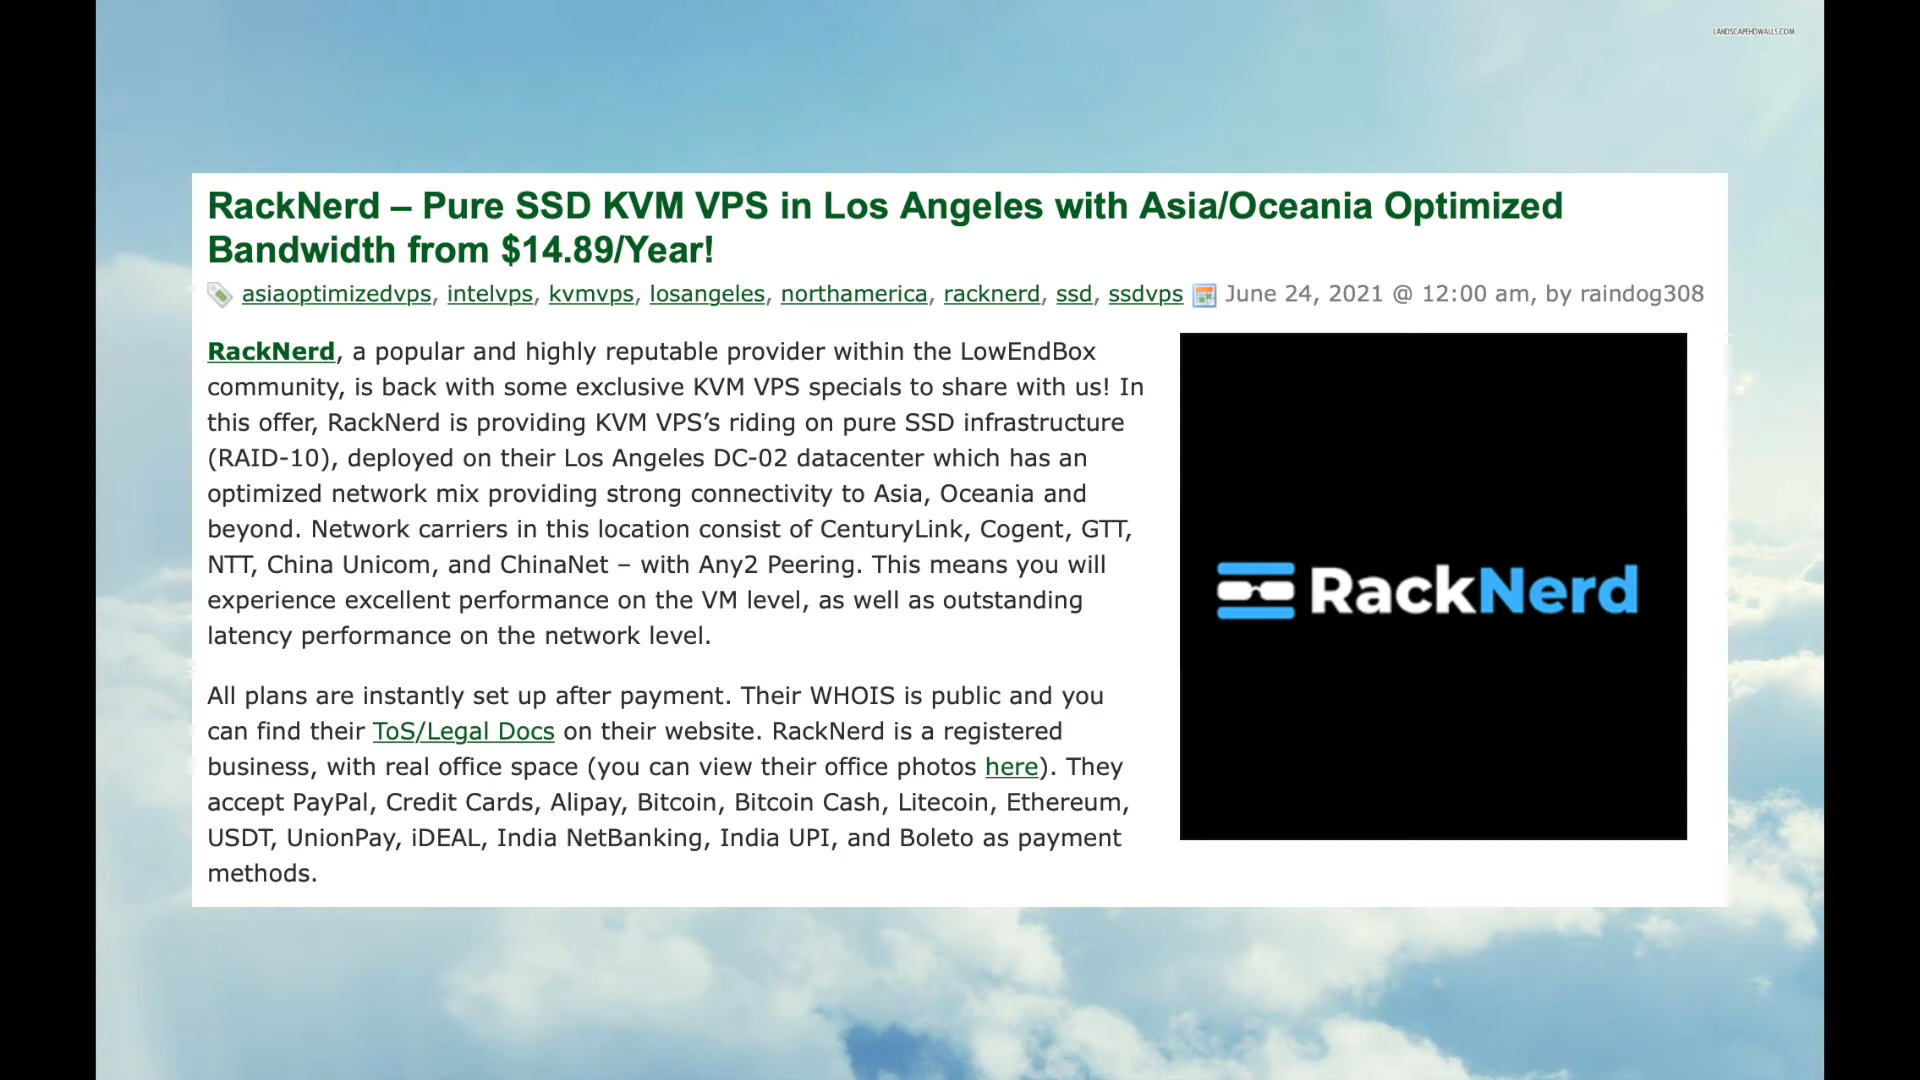 LANDSCAPEHDWALLS.COM
RackNerd – Pure SSD KVM VPS in Los Angeles with Asia/Oceania Optimized
Bandwidth from $14.89/Year!
asiaoptimizedvps, intelvps, kvmvps, losangeles, northamerica, racknerd, ssd, ssdvps June 24, 2021 @ 12:00 am, by raindog308
RackNerd, a popular and highly reputable provider within the LowEndBox
community, is back with some exclusive KVM VPS specials to share with us! In
this offer, RackNerd is providing KVM VPS’s riding on pure SSD infrastructure
(RAID-10), deployed on their Los Angeles DC-02 datacenter which has an
optimized network mix providing strong connectivity to Asia, Oceania and
beyond. Network carriers in this location consist of CenturyLink, Cogent, GTT,
NTT, China Unicom, and ChinaNet – with Any2 Peering. This means you will
experience excellent performance on the VM level, as well as outstanding
latency performance on the network level.
All plans are instantly set up after payment. Their WHOIS is public and you
can find their ToS/Legal Docs on their website. RackNerd is a registered
business, with real office space (you can view their office photos here). They
accept PayPal, Credit Cards, Alipay, Bitcoin, Bitcoin Cash, Litecoin, Ethereum,
USDT, UnionPay, iDEAL, India NetBanking, India UPI, and Boleto as payment
methods.
RackNerd